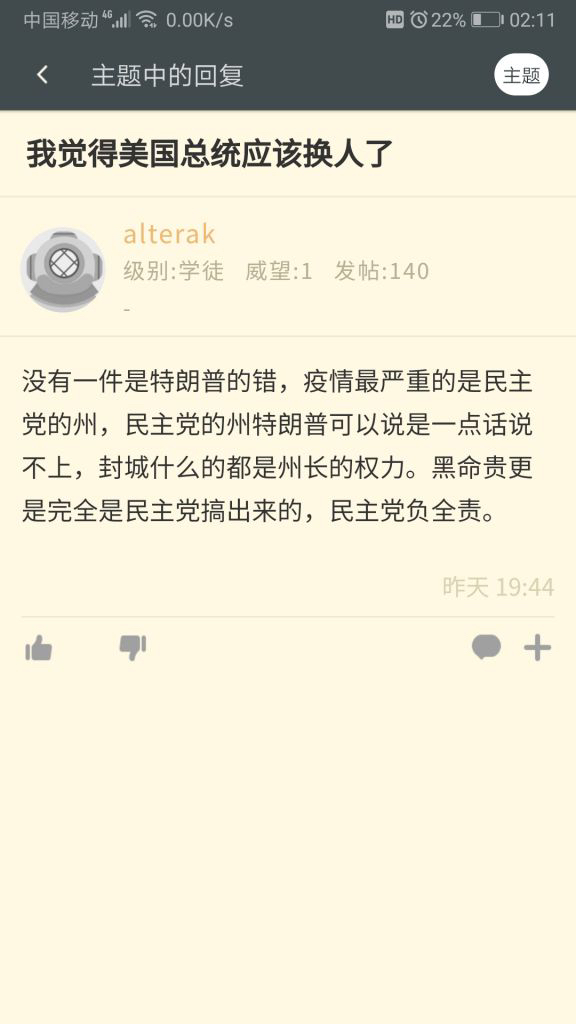 中国移动 4G 0.00K/s HD 22% 02:11
主题中的回复 主题
我觉得美国总统应该换人了
alterak
级别:学徒 威望:1 发帖:140
-
没有一件是特朗普的错，疫情最严重的是民主
党的州，民主党的州特朗普可以说是一点话说
不上，封城什么的都是州长的权力。黑命贵更
是完全是民主党搞出来的，民主党负全责。
昨天 19:44